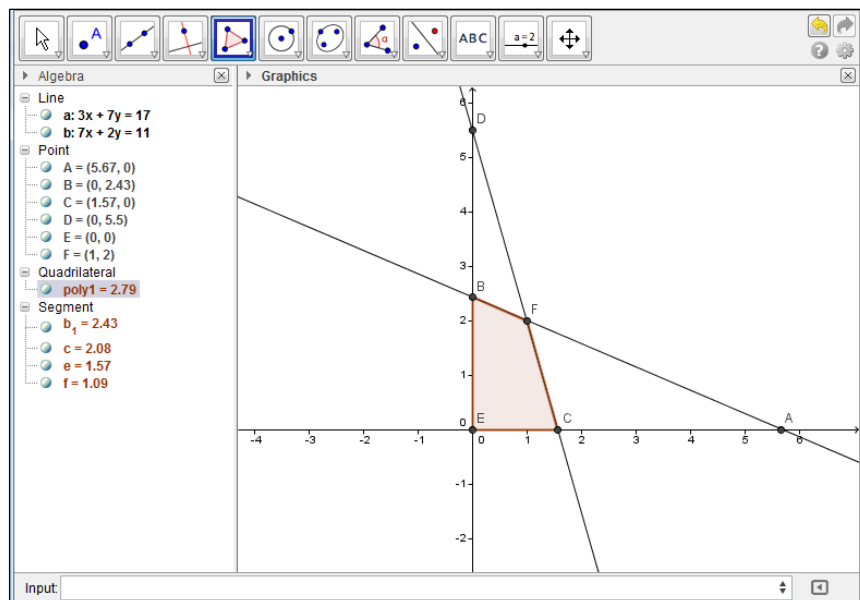 A
α
ABC
a=2
Algebra
Graphics
Line
a: 3x + 7y = 17
b: 7x + 2y = 11
Point
A = (5.67, 0)
B = (0, 2.43)
C = (1.57, 0)
D = (0, 5.5)
E = (0, 0)
F = (1, 2)
Quadrilateral
poly1 = 2.79
Segment
b1 = 2.43
c = 2.08
e = 1.57
f = 1.09
6
D
5
4
3
B
F
2
1
0
E
C
A
-4 -3 -2 -1 0 1 2 3 4 5 6
-1
-2
Input: